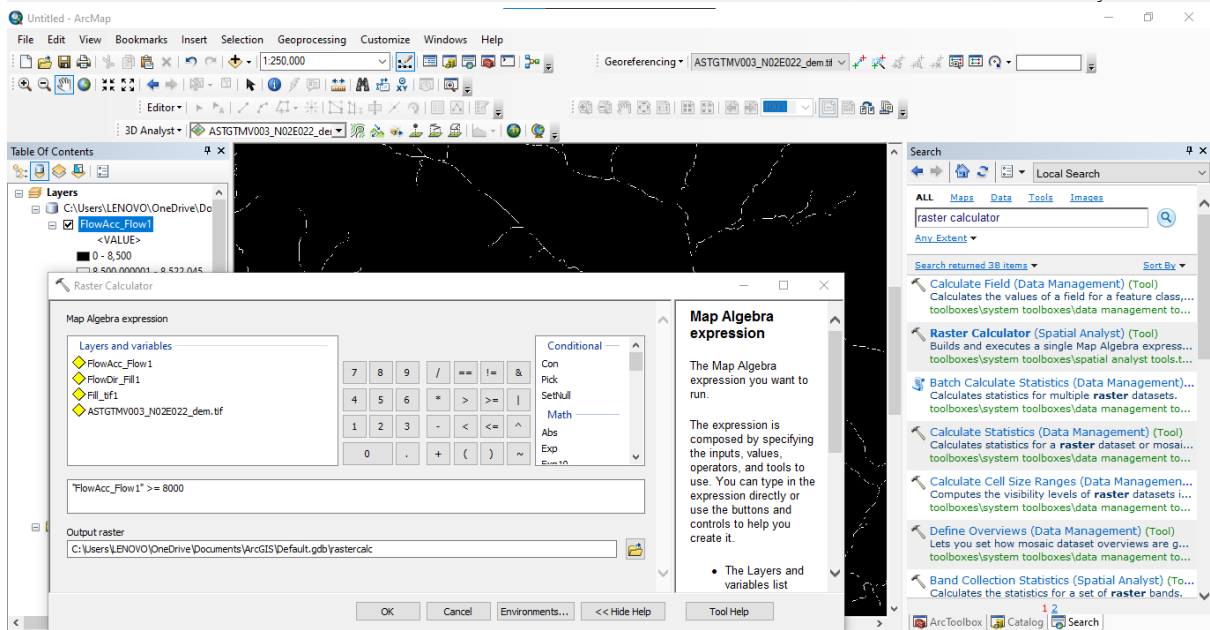 Untitled - ArcMap
File Edit View Bookmarks Insert Selection Geoprocessing Customize Windows Help
1:250,000
Georeferencing
ASTGTMV003_N02E022_dem.tif
Editor
3D Analyst
ASTGTMV003_N02E022_de
Table Of Contents
Layers
C:\Users\LENOVO\OneDrive\Do
FlowAcc_Flow1
<VALUE>
0 - 8,500
8,500.000001 - 8,522,045
Raster Calculator
Map Algebra expression
Layers and variables
FlowAcc_Flow1
FlowDir_Fill1
Fill_tif1
ASTGTMV003_N02E022_dem.tif
7 8 9 / == != &
4 5 6 * > >= |
1 2 3 - < <= ^
0 . + ( ) ~
Conditional
Con
Pick
SetNull
Math
Abs
Exp
Exp10
"FlowAcc_Flow1" >= 8000
Output raster
C:\Users\LENOVO\OneDrive\Documents\ArcGIS\Default.gdb\rastercalc
OK Cancel Environments... << Hide Help Tool Help
Map Algebra
expression
The Map Algebra
expression you want to
run.
The expression is
composed by specifying
the inputs, values,
operators, and tools to
use. You can type in the
expression directly or
use the buttons and
controls to help you
create it.
• The Layers and
variables list
Search
Local Search
ALL Maps Data Tools Images
raster calculator
Any Extent
Search returned 38 items
Sort By
Calculate Field (Data Management) (Tool)
Calculates the values of a field for a feature class,...
toolboxes\system toolboxes\data management to...
Raster Calculator (Spatial Analyst) (Tool)
Builds and executes a single Map Algebra express...
toolboxes\system toolboxes\spatial analyst tools.t...
Batch Calculate Statistics (Data Management)...
Calculates statistics for multiple raster datasets.
toolboxes\system toolboxes\data management to...
Calculate Statistics (Data Management) (Tool)
Calculates statistics for a raster dataset or mosai...
toolboxes\system toolboxes\data management to...
Calculate Cell Size Ranges (Data Managemen...
Computes the visibility levels of raster datasets i...
toolboxes\system toolboxes\data management to...
Define Overviews (Data Management) (Tool)
Lets you set how mosaic dataset overviews are g...
toolboxes\system toolboxes\data management to...
Band Collection Statistics (Spatial Analyst) (To...
Calculates the statistics for a set of raster bands.
1 2
ArcToolbox Catalog Search